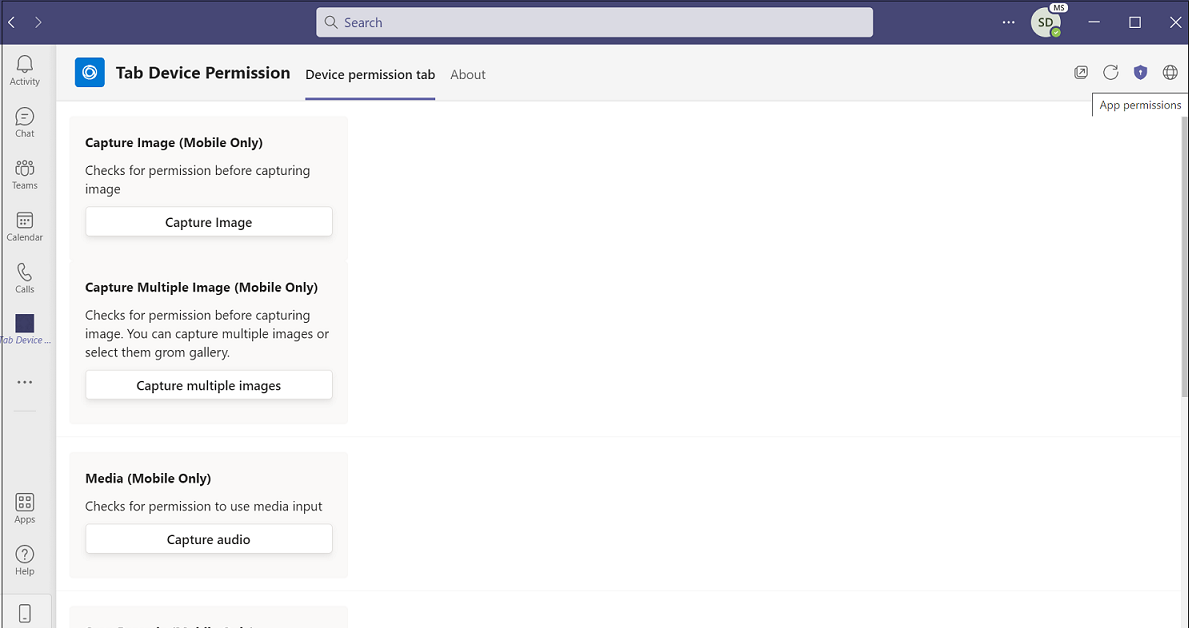 Search
MS
SD
Activity
Chat
Teams
Calendar
Calls
Tab Device ...
Apps
Help
Tab Device Permission
Device permission tab
About
App permissions
Capture Image (Mobile Only)
Checks for permission before capturing
image
Capture Image
Capture Multiple Image (Mobile Only)
Checks for permission before capturing
image. You can capture multiple images or
select them grom gallery.
Capture multiple images
Media (Mobile Only)
Checks for permission to use media input
Capture audio